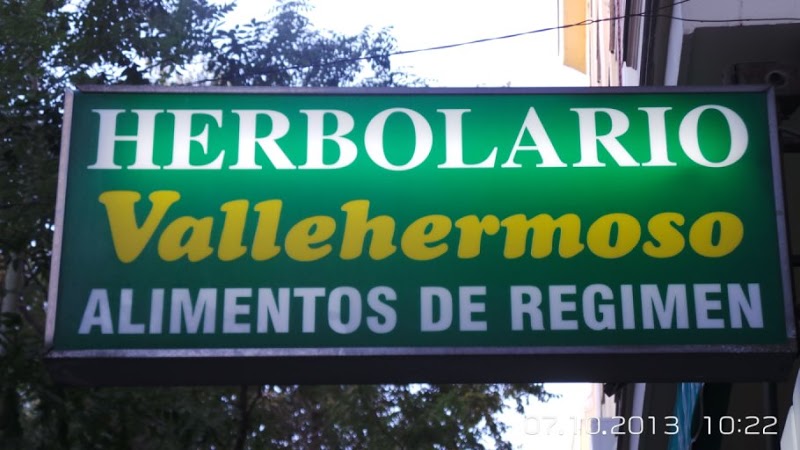 HERBOLARIO
Vallehermoso
ALIMENTOS DE REGIMEN
07.10.2013 10:22